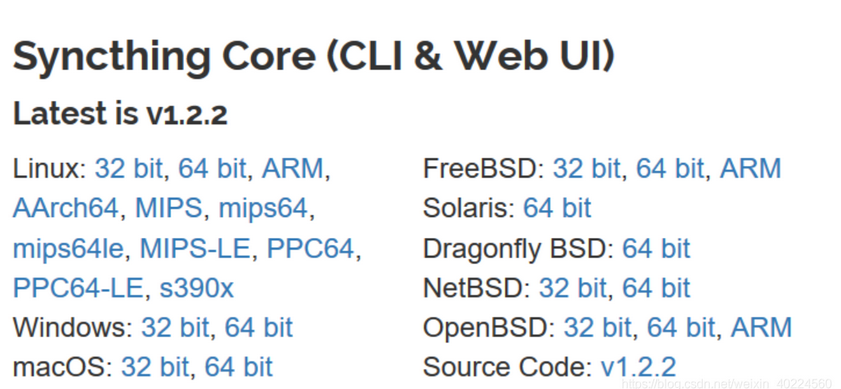 Syncthing Core (CLI & Web UI)
Latest is v1.2.2
Linux: 32 bit, 64 bit, ARM,
AArch64, MIPS, mips64,
mips64le, MIPS-LE, PPC64,
PPC64-LE, s390x
Windows: 32 bit, 64 bit
macOS: 32 bit, 64 bit
FreeBSD: 32 bit, 64 bit, ARM
Solaris: 64 bit
Dragonfly BSD: 64 bit
NetBSD: 32 bit, 64 bit
OpenBSD: 32 bit, 64 bit, ARM
Source Code: v1.2.2
https://blog.csdn.net/weixin_40224560